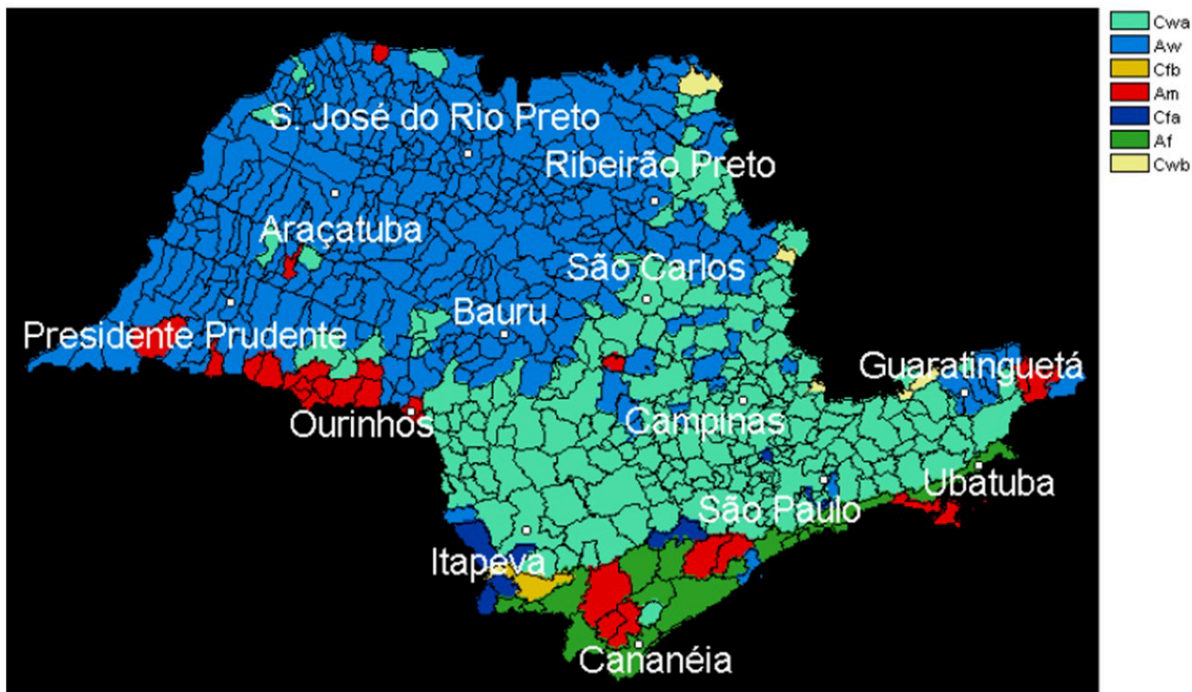 Cwa
Aw
Cfb
Am
Cfa
Af
Cwb
S. José do Rio Preto
Ribeirão Preto
Araçatuba
São Carlos
Bauru
Presidente Prudente
Guaratinguetá
Ourinhos
Campinas
Ubatuba
São Paulo
Itapeva
Cananéia